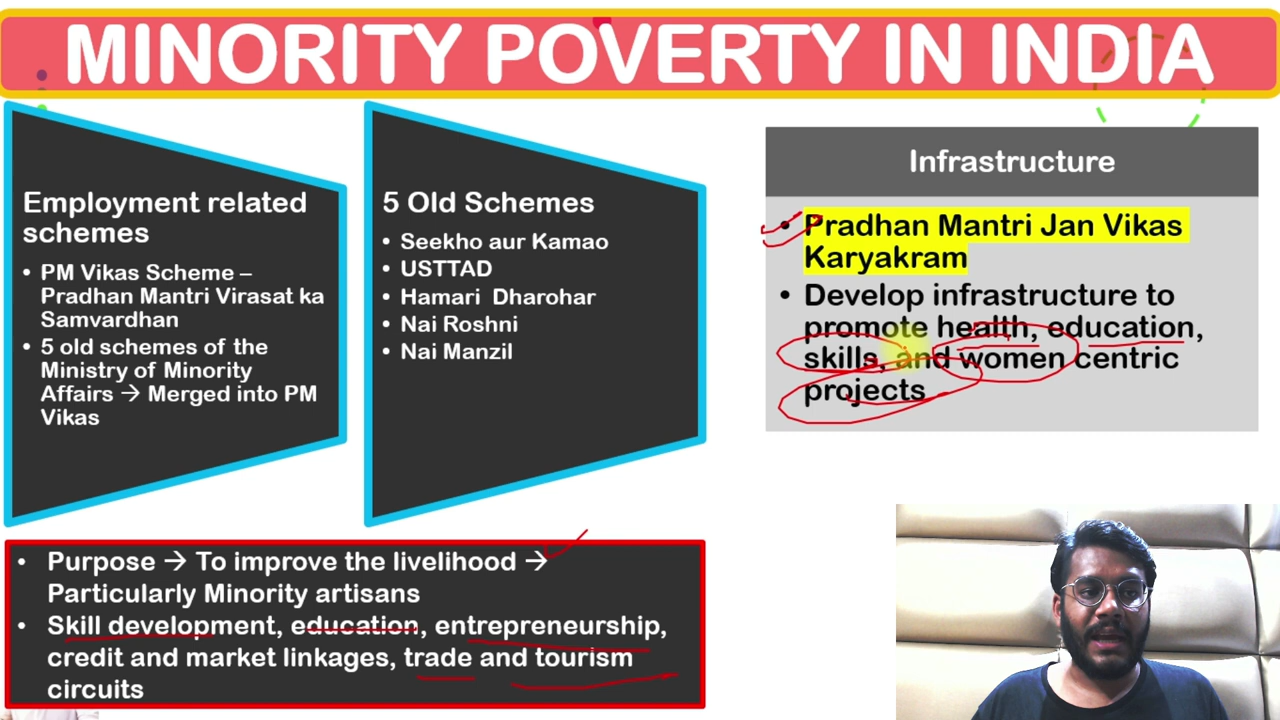 MINORITY POVERTY IN INDIA
Employment related
schemes
• PM Vikas Scheme –
Pradhan Mantri Virasat ka
Samvardhan
• 5 old schemes of the
Ministry of Minority
Affairs → Merged into PM
Vikas
5 Old Schemes
• Seekho aur Kamao
• USTTAD
• Hamari Dharohar
• Nai Roshni
• Nai Manzil
Infrastructure
• Pradhan Mantri Jan Vikas
Karyakram
• Develop infrastructure to
promote health, education,
skills, and women centric
projects
• Purpose → To improve the livelihood →
Particularly Minority artisans
• Skill development, education, entrepreneurship,
credit and market linkages, trade and tourism
circuits